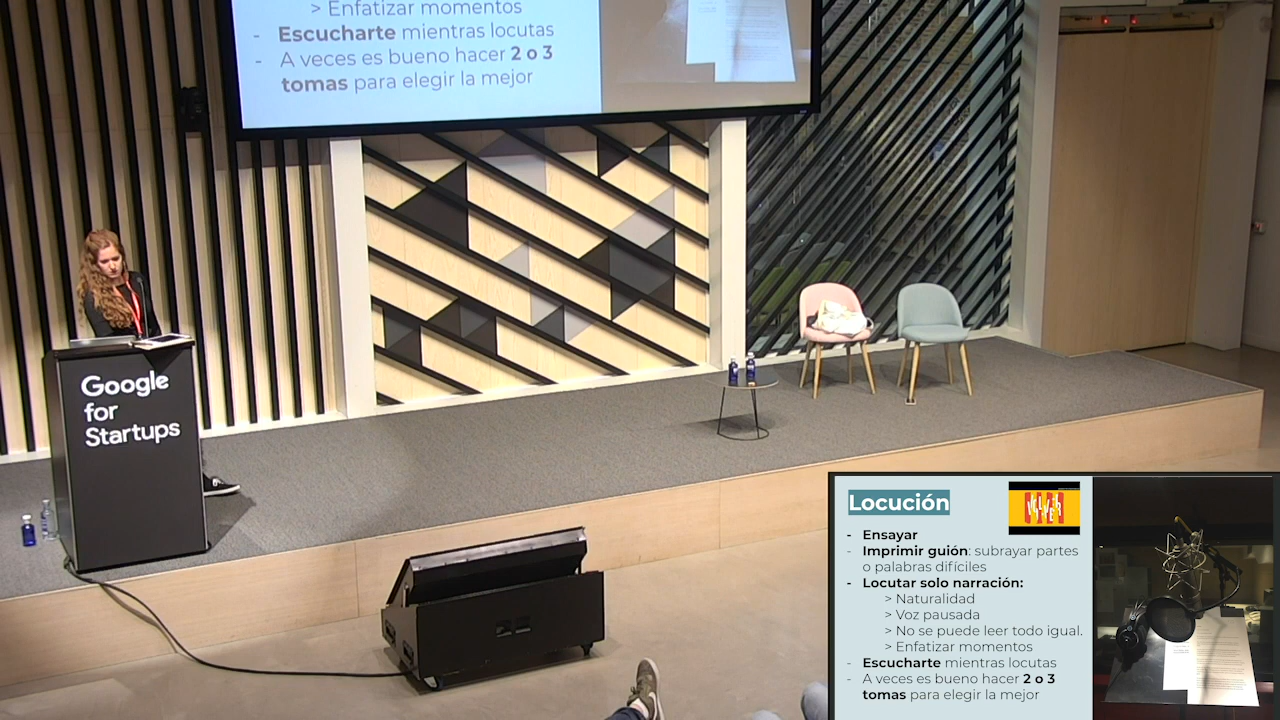 > Enfatizar momentos
- Escucharte mientras locutas
- A veces es bueno hacer 2 o 3
tomas para elegir la mejor
Google
for
Startups
Locución
- Ensayar
- Imprimir guión: subrayar partes
o palabras difíciles
- Locutar solo narración:
> Naturalidad
> Voz pausada
> No se puede leer todo igual.
> Enfatizar momentos
- Escucharte mientras locutas
- A veces es bueno hacer 2 o 3
tomas para elegir la mejor